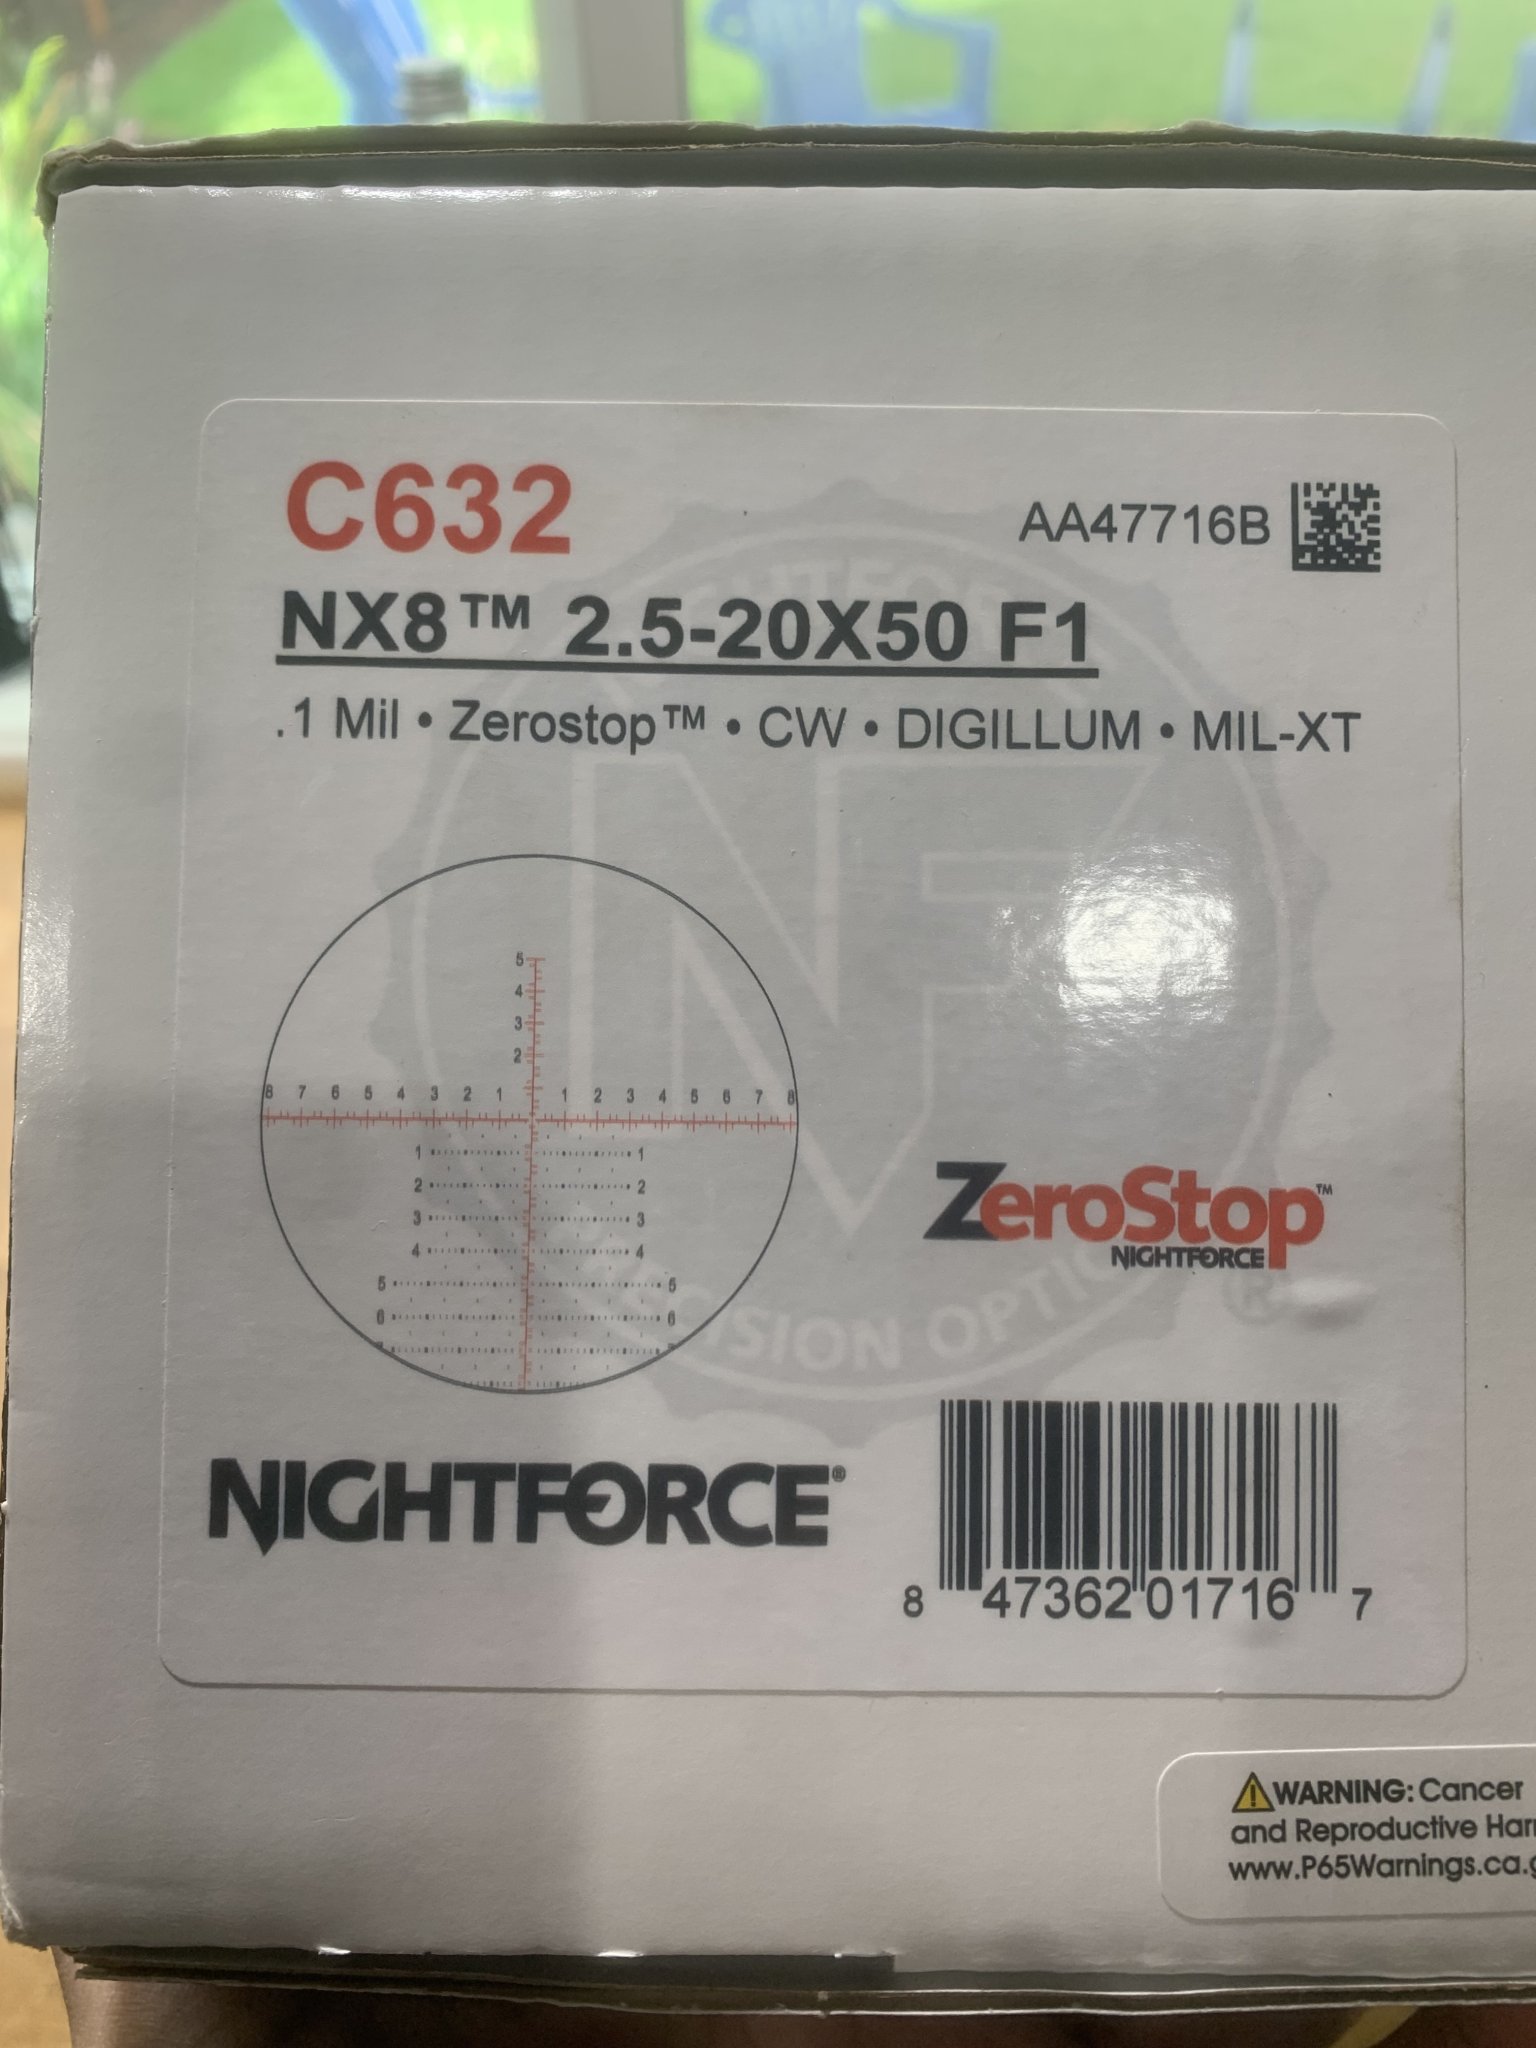 C632
AA47716B
NX8™ 2.5-20X50 F1
.1 Mil • Zerostop™ • CW • DIGILLUM • MIL-XT
5
4
3
2
8 7 6 5 4 3 2 1 1 2 3 4 5 6 7 8
1 1
2 2
3 3
4 4
5 5
6 6
PRECISION OPTICS
ZeroStop™
NIGHTFORCE
NIGHTFORCE®
8 47362 01716 7
WARNING: Cancer
and Reproductive Har
www.P65Warnings.ca.g